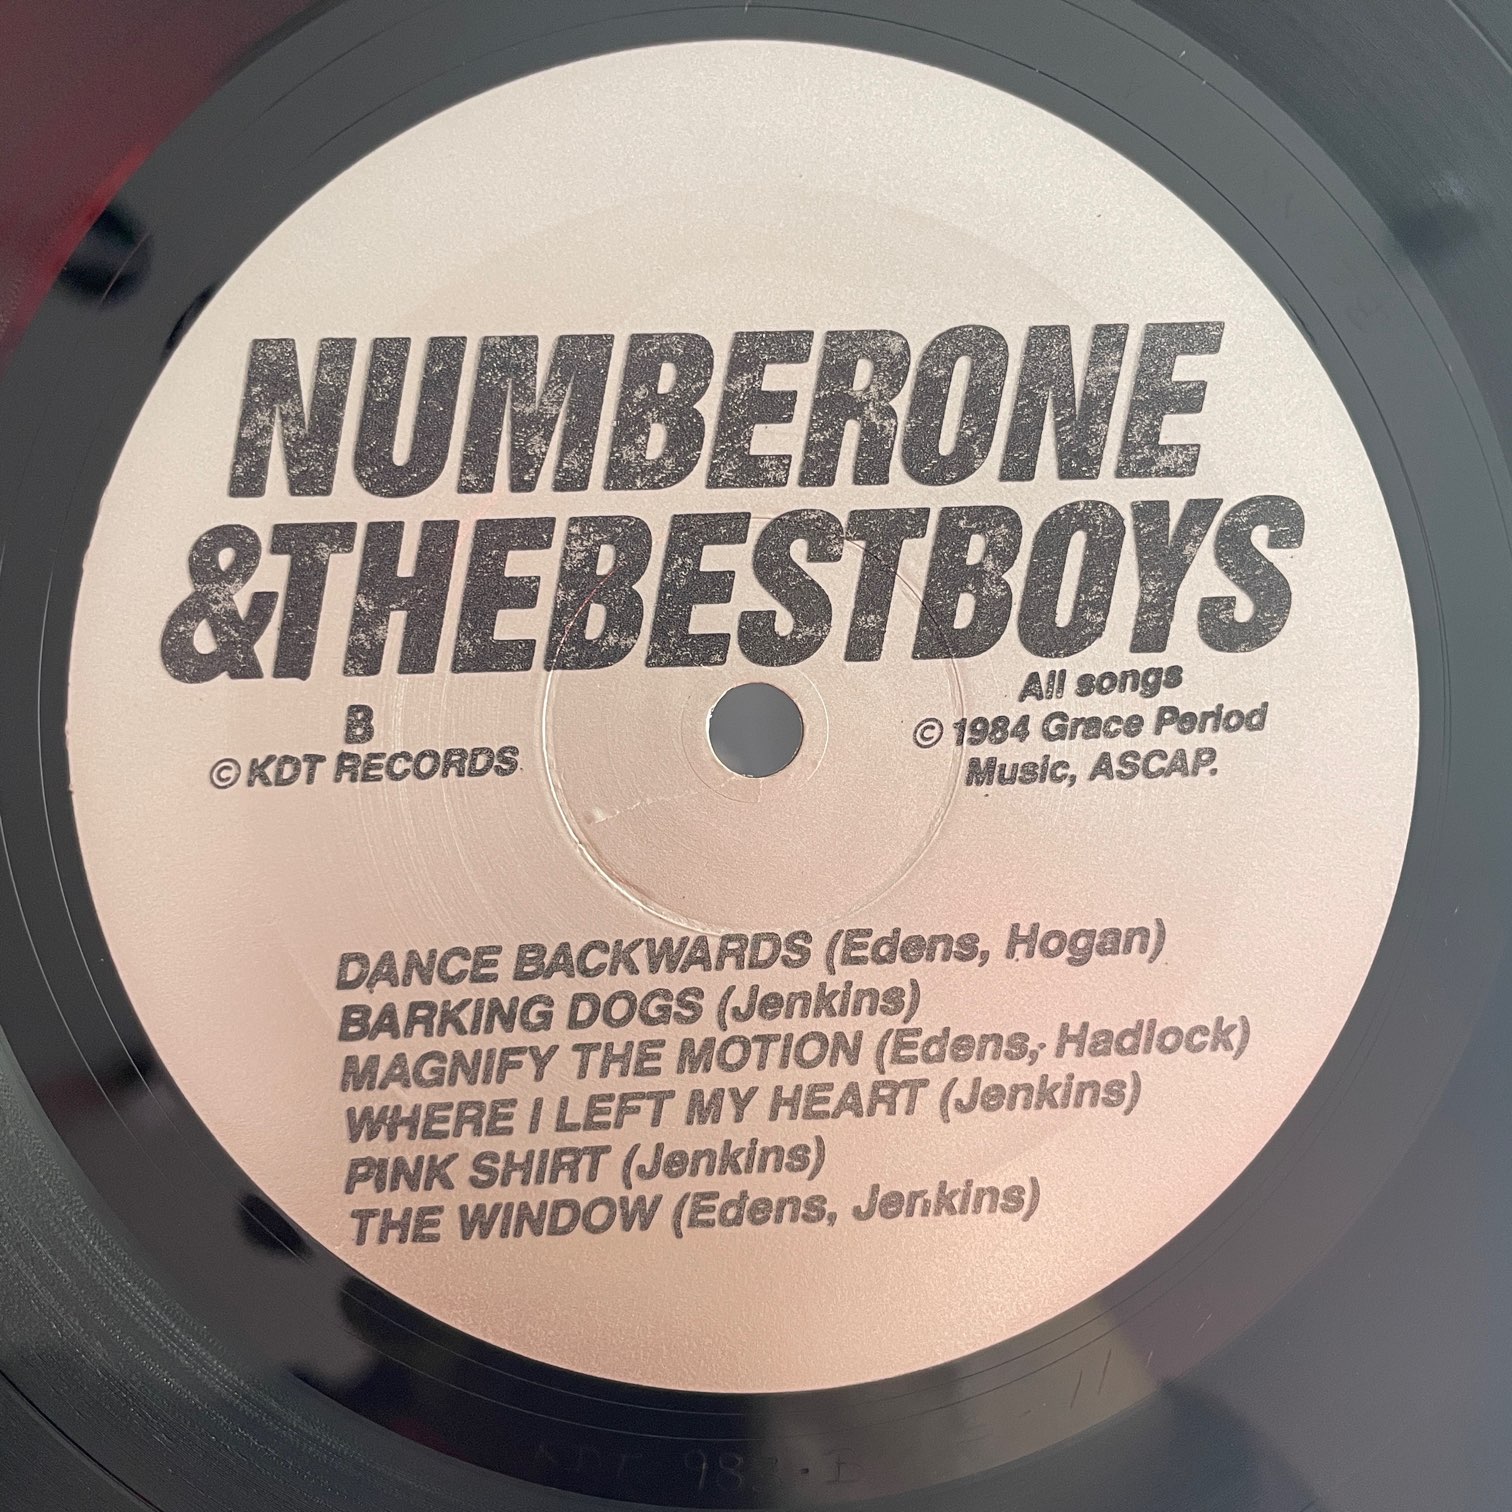 NUMBERONE
&THEBESTBOYS
B
© KDT RECORDS
All songs
© 1984 Grace Period
Music, ASCAP.
DANCE BACKWARDS (Edens, Hogan)
BARKING DOGS (Jenkins)
MAGNIFY THE MOTION (Edens, Hadlock)
WHERE I LEFT MY HEART (Jenkins)
PINK SHIRT (Jenkins)
THE WINDOW (Edens, Jenkins)
KDT